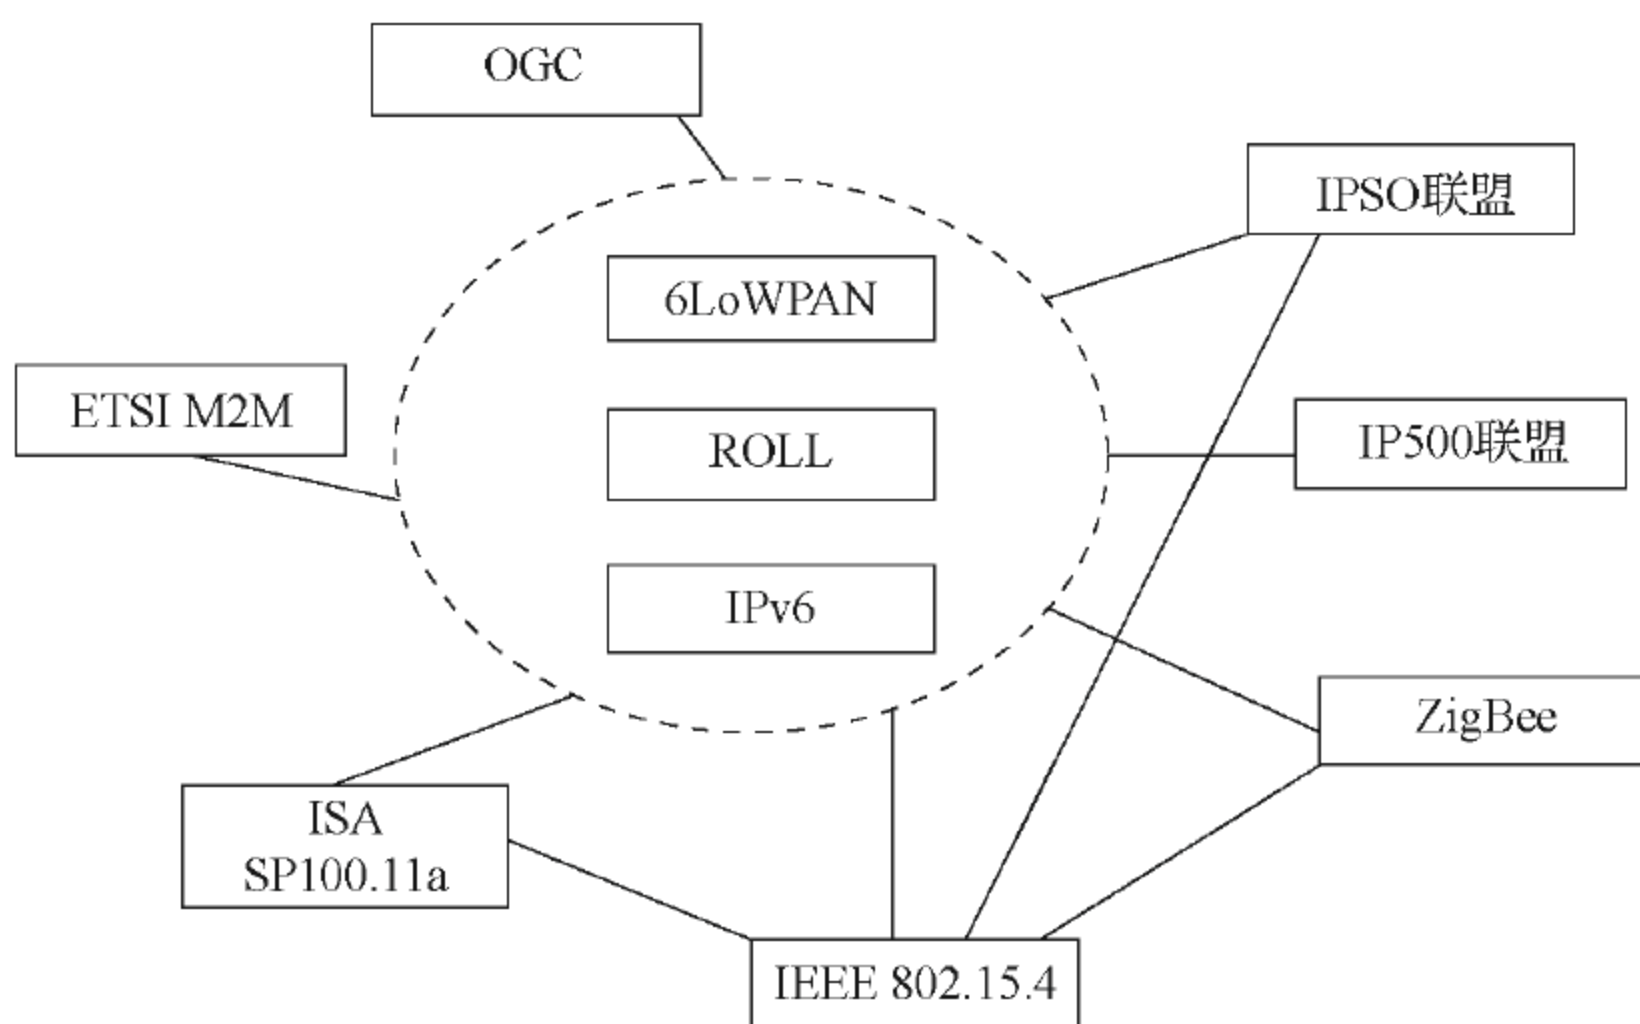 OGC
IPSO联盟
6LoWPAN
ETSI M2M
ROLL
IP500联盟
IPv6
ZigBee
ISA
SP100.11a
IEEE 802.15.4